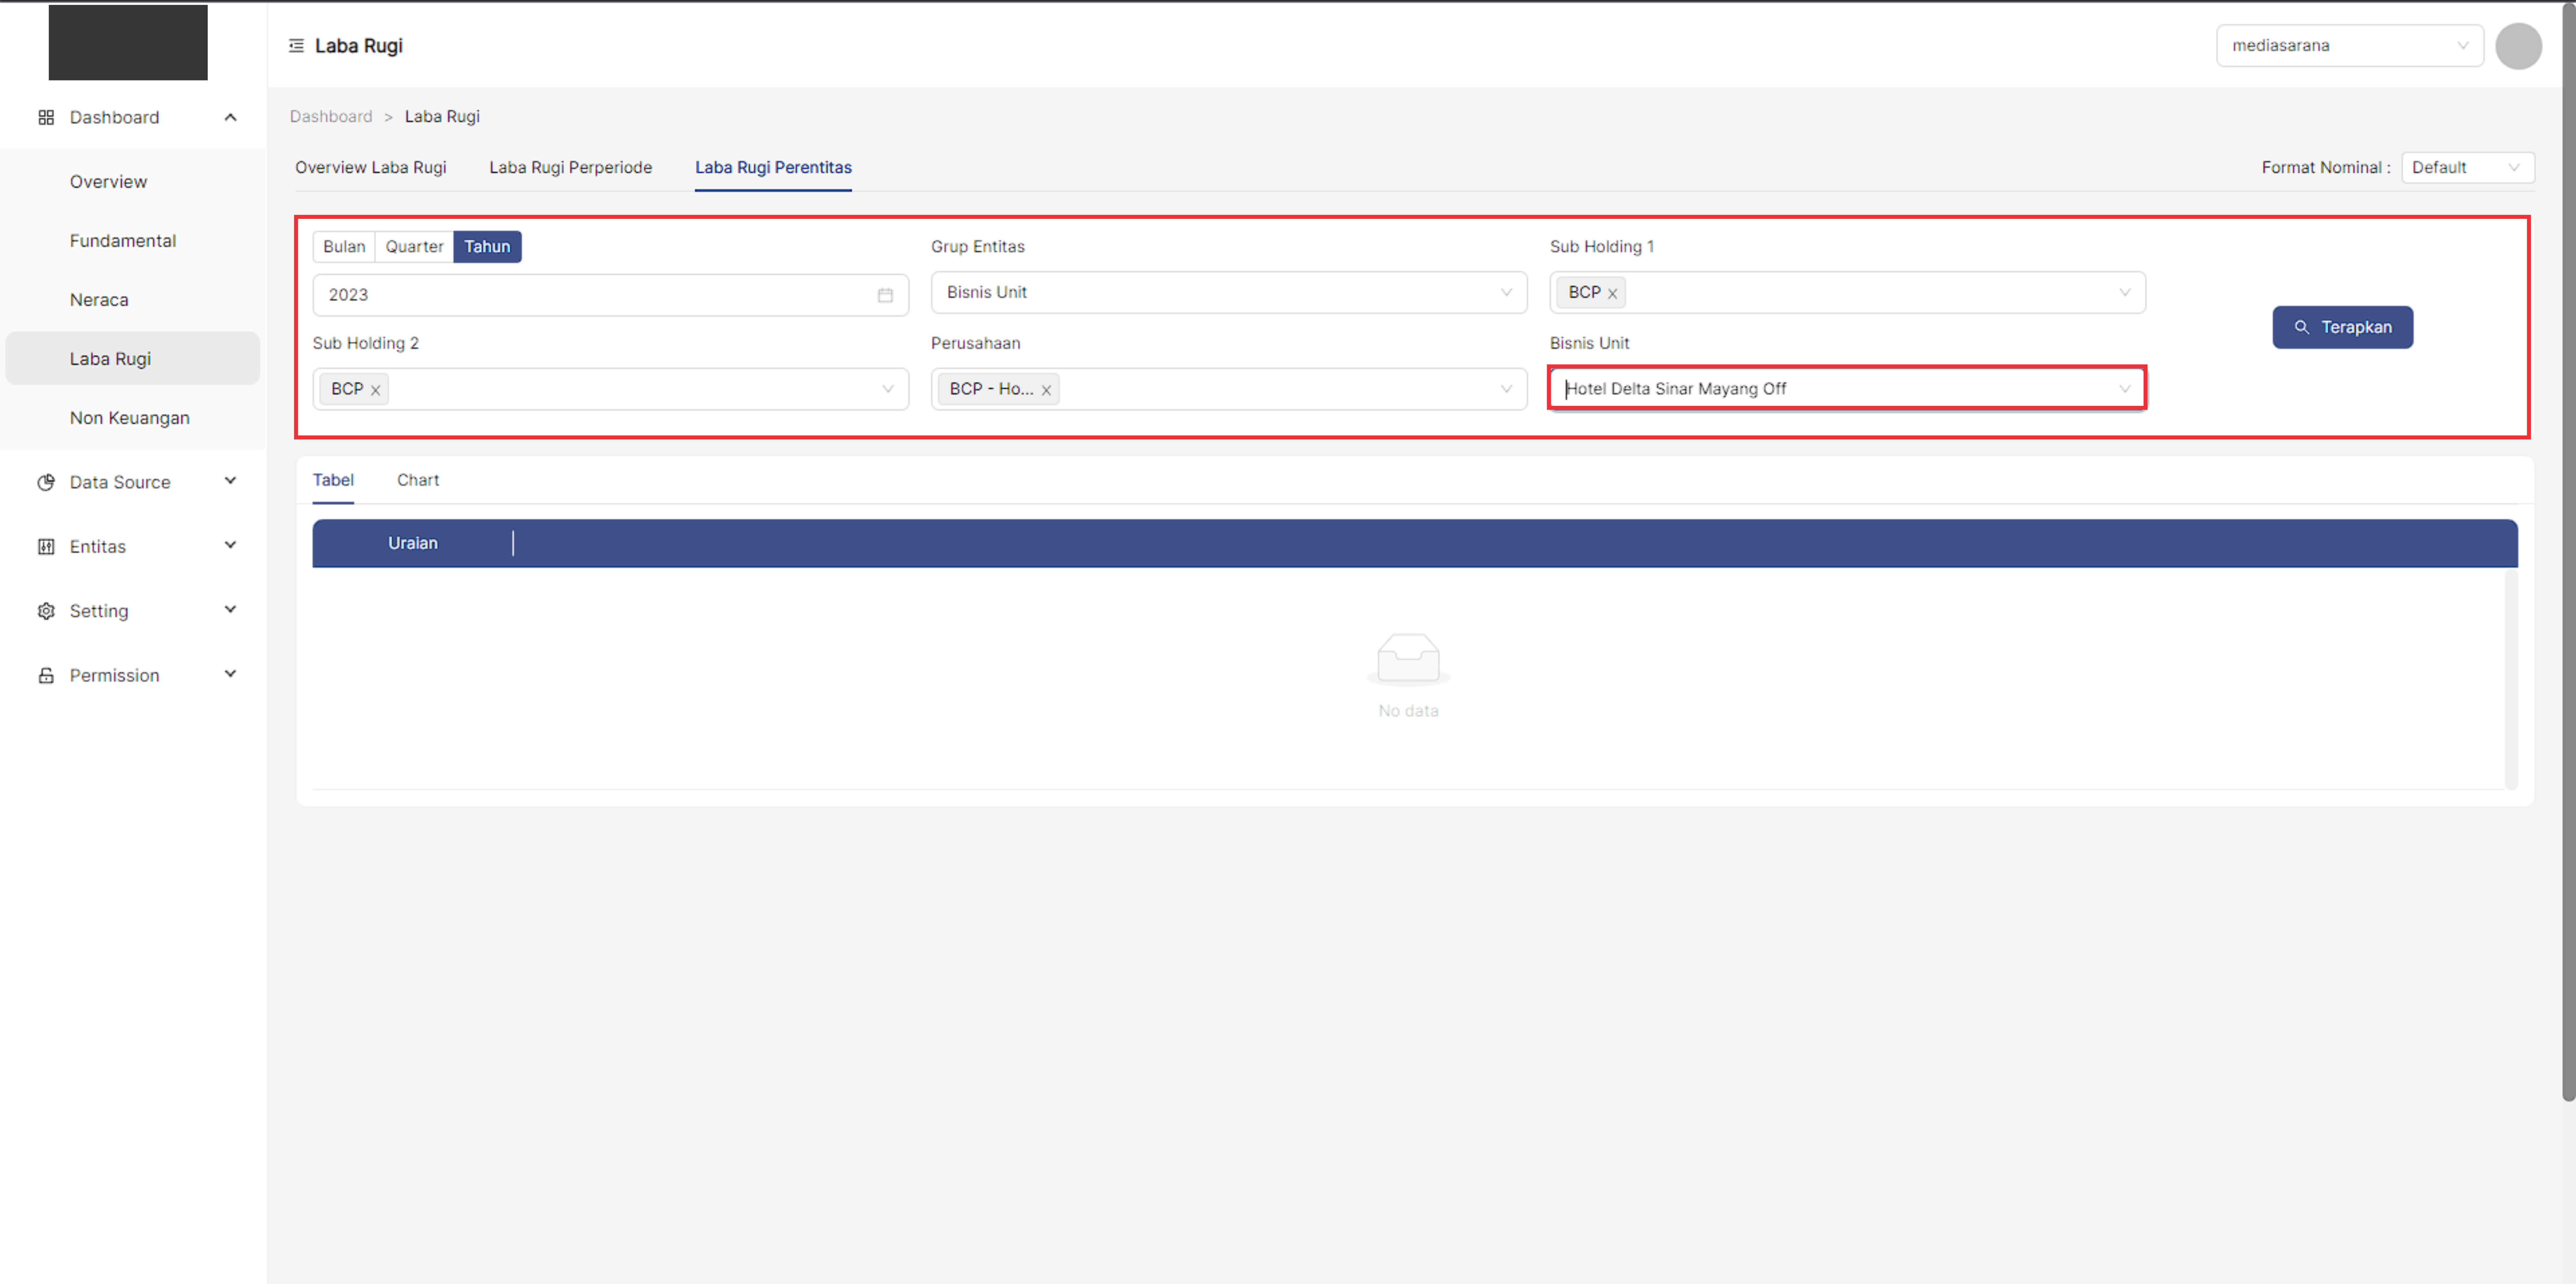 Laba Rugi
mediasarana
Dashboard
Overview
Fundamental
Neraca
Laba Rugi
Non Keuangan
Data Source
Entitas
Setting
Permission
Dashboard > Laba Rugi
Overview Laba Rugi Laba Rugi Perperiode Laba Rugi Perentitas
Format Nominal : Default
Bulan Quarter Tahun
2023
Grup Entitas
Bisnis Unit
Sub Holding 1
BCP
Sub Holding 2
BCP
Perusahaan
BCP - Ho...
Bisnis Unit
Hotel Delta Sinar Mayang Off
Terapkan
Tabel Chart
Uraian
No data